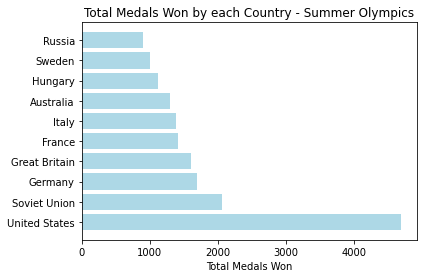 Total Medals Won by each Country - Summer Olympics
Russia
Sweden
Hungary
Australia
Italy
France
Great Britain
Germany
Soviet Union
United States
0 1000 2000 3000 4000
Total Medals Won